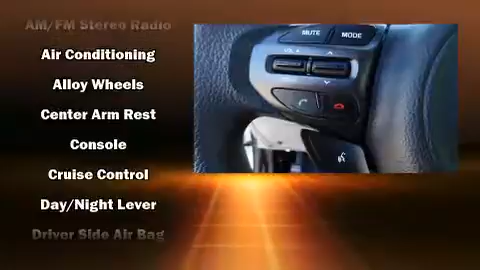 AM/FM Stereo Radio
Air Conditioning
Alloy Wheels
Center Arm Rest
Console
Cruise Control
Day/Night Lever
Driver Side Air Bag
MUTE
MODE